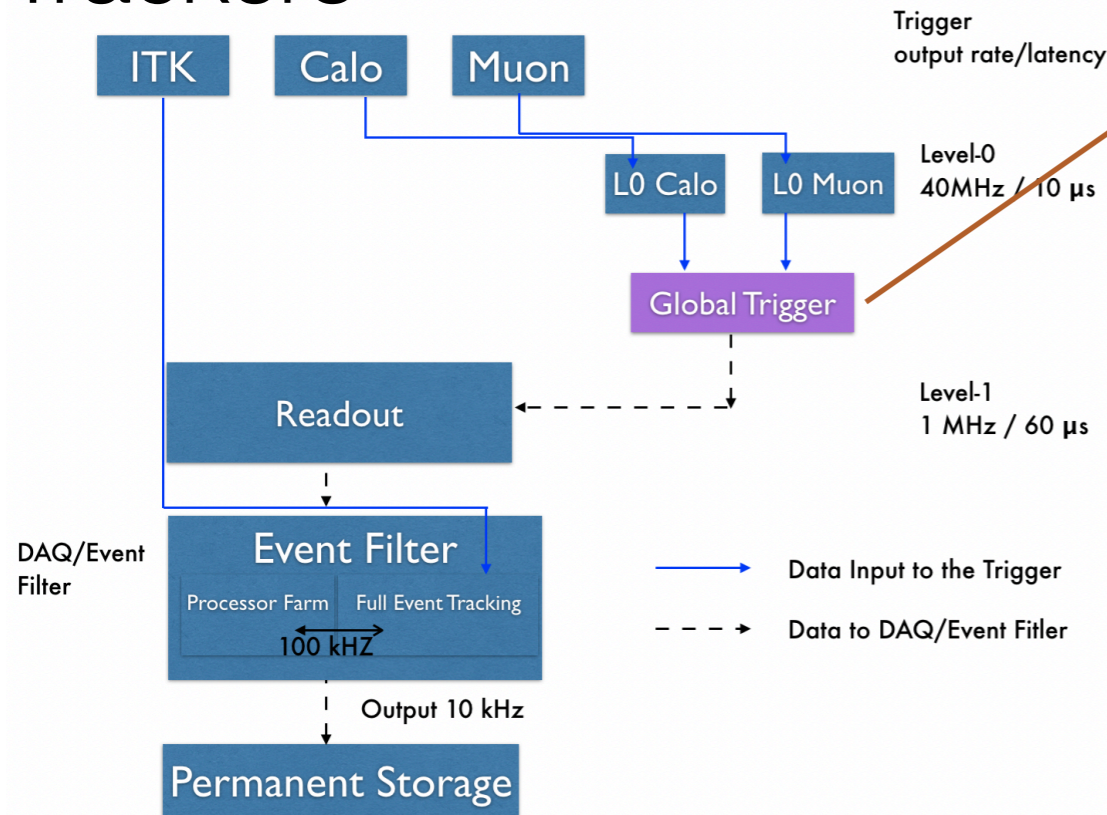 Trackers
Trigger
output rate/latency
ITK
Calo
Muon
L0 Calo
L0 Muon
Level-0
40MHz / 10 μs
Global Trigger
Readout
Level-1
1 MHz / 60 μs
DAQ/Event
Filter
Event Filter
Processor Farm
Full Event Tracking
100 kHZ
Data Input to the Trigger
Data to DAQ/Event Fitler
Output 10 kHz
Permanent Storage